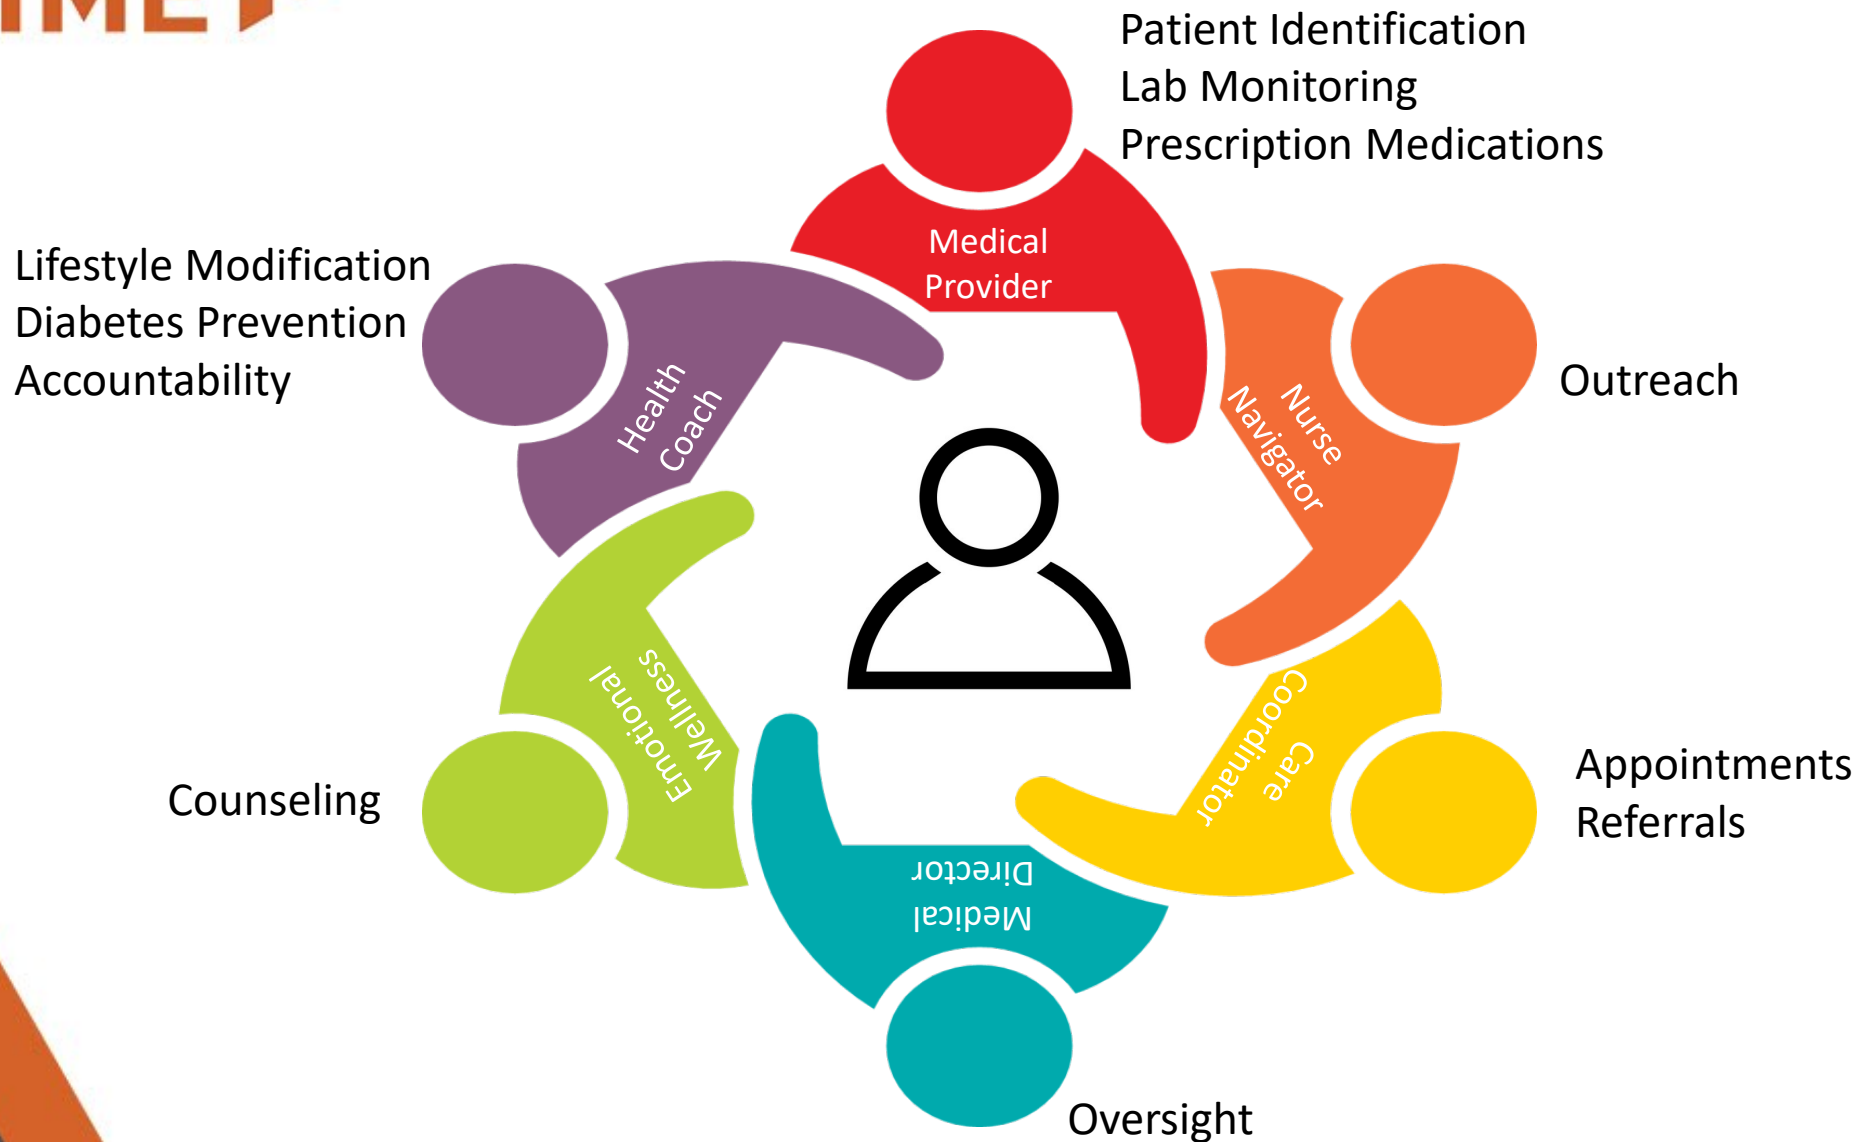 Patient Identification
Lab Monitoring
Prescription Medications
Medical
Provider
Lifestyle Modification
Diabetes Prevention
Accountability
Health
Coach
Nurse
Navigator
Outreach
Emotional
Wellness
Counseling
Care
Coordinator
Appointments
Referrals
Medical
Director
Oversight